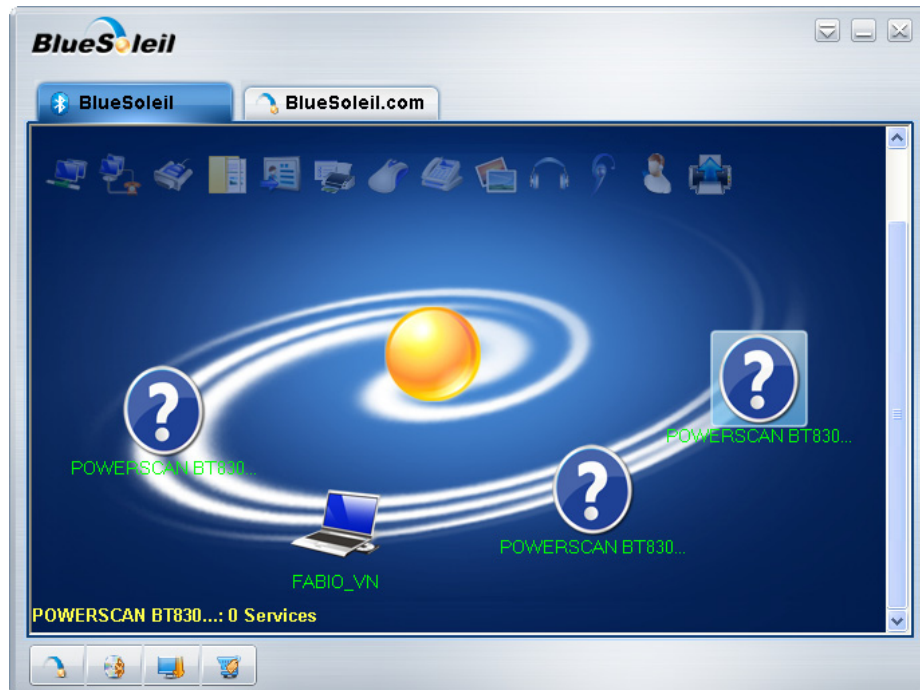 BlueSoleil
BlueSoleil
BlueSoleil.com
POWERSCAN BT830...
POWERSCAN BT830...
POWERSCAN BT830...
FABIO_VN
POWERSCAN BT830...: 0 Services